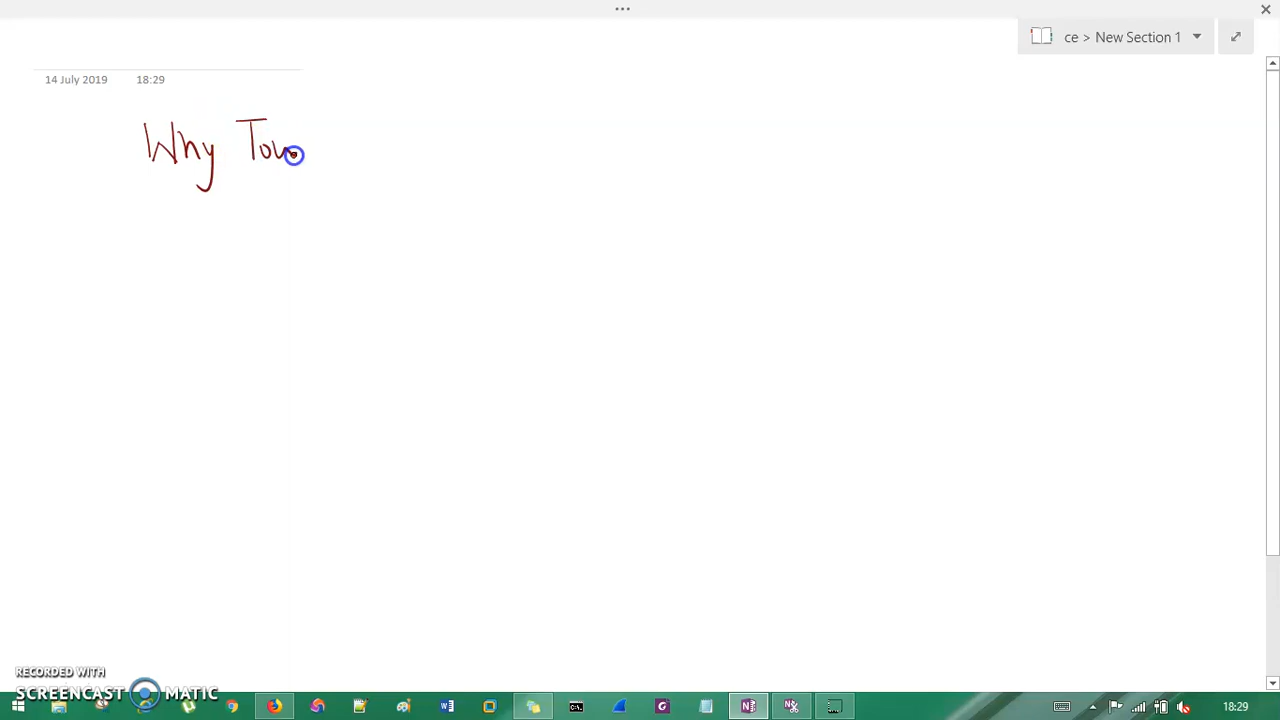 ce > New Section 1
14 July 2019 18:29
Why Tou
RECORDED WITH
SCREENCAST MATIC
18:29